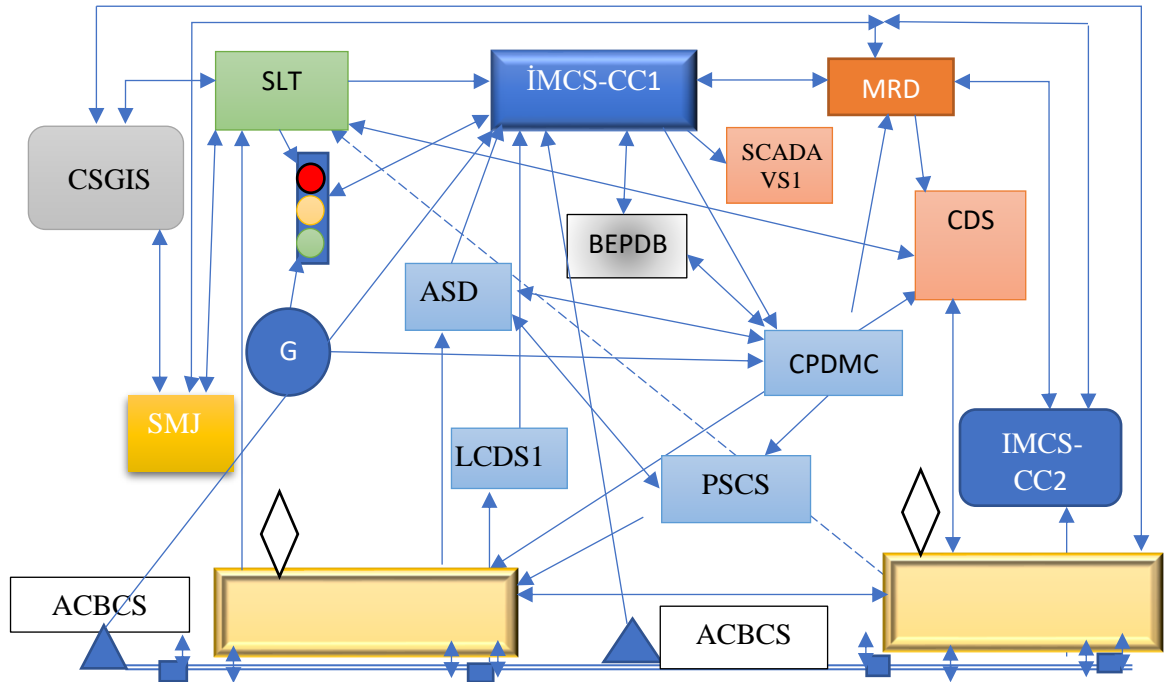 SLT
İMCS-CC1
MRD
CSGIS
SCADA
VS1
CDS
BEPDB
ASD
G
CPDMC
SMJ
LCDS1
PSCS
IMCS-
CC2
ACBCS
ACBCS